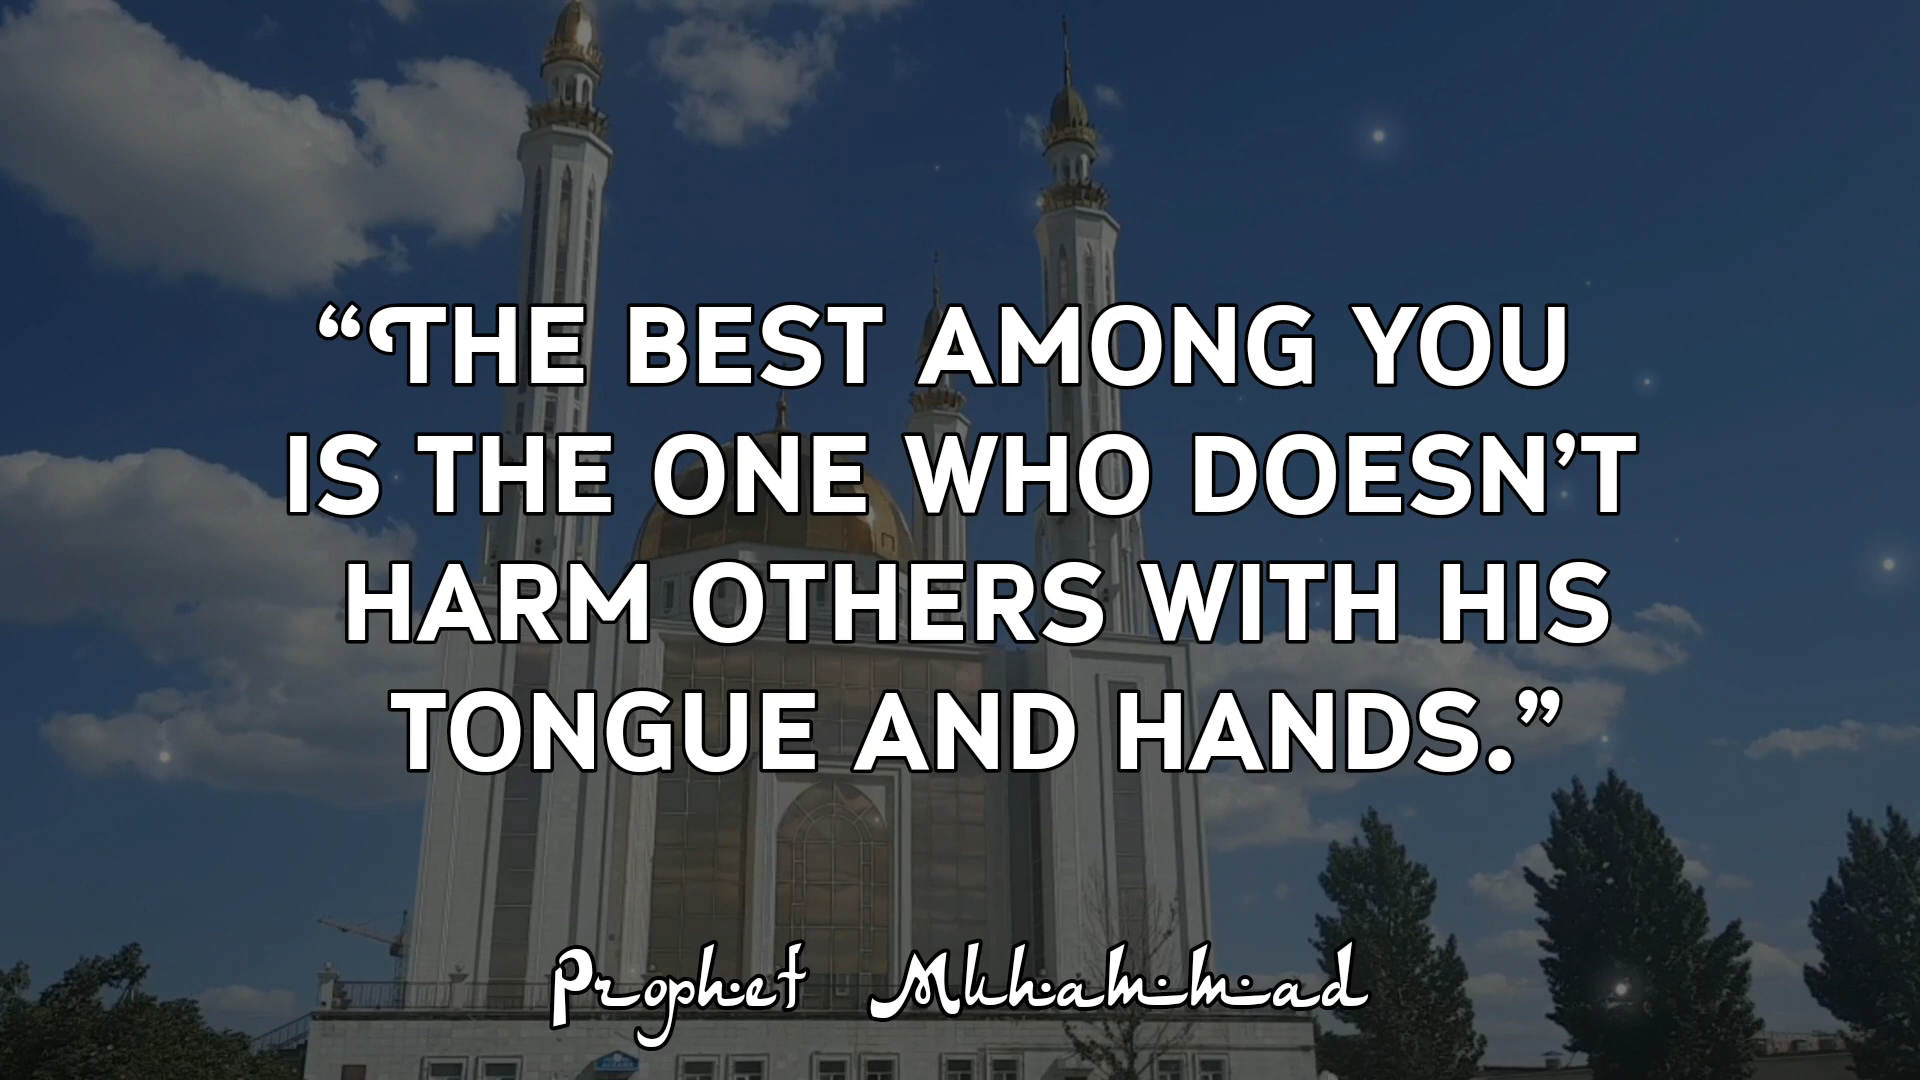 “THE BEST AMONG YOU
IS THE ONE WHO DOESN’T
HARM OTHERS WITH HIS
TONGUE AND HANDS.”
Prophet Muhammad